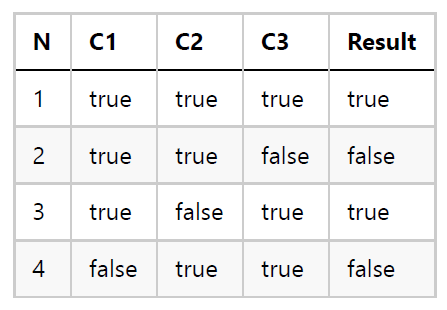 N C1 C2 C3 Result
1 true true true true
2 true true false false
3 true false true true
4 false true true false